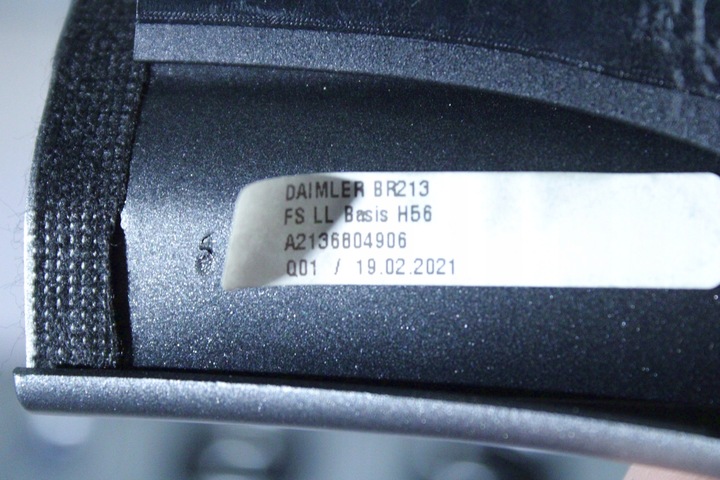 DAIMLER BR213
FS LL Basis H56
A2136804906
Q01 / 19.02.2021